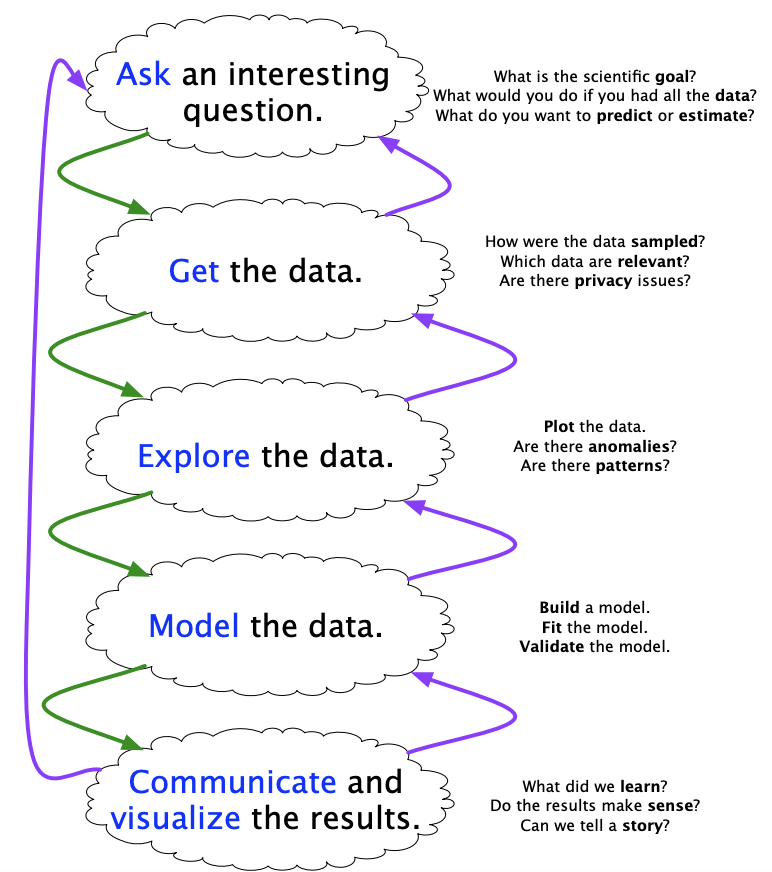 Ask an interesting
question.
What is the scientific goal?
What would you do if you had all the data?
What do you want to predict or estimate?
Get the data.
How were the data sampled?
Which data are relevant?
Are there privacy issues?
Explore the data.
Plot the data.
Are there anomalies?
Are there patterns?
Model the data.
Build a model.
Fit the model.
Validate the model.
Communicate and
visualize the results.
What did we learn?
Do the results make sense?
Can we tell a story?